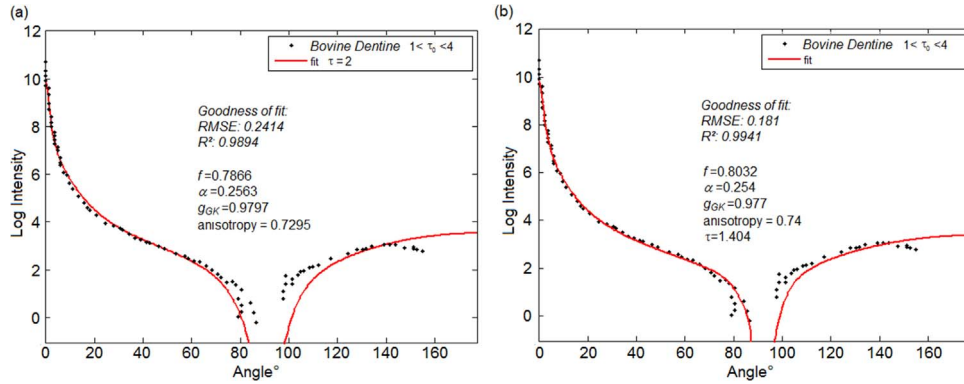 (a)
12
10
8
6
4
2
0
Log Intensity
0 20 40 60 80 100 120 140 160
Angle°
Bovine Dentine 1< τ₀ <4
fit τ = 2
Goodness of fit:
RMSE: 0.2414
R²: 0.9894
f=0.7866
α=0.2563
gGK=0.9797
anisotropy = 0.7295
(b)
12
10
8
6
4
2
0
Log Intensity
0 20 40 60 80 100 120 140 160
Angle°
Bovine Dentine 1< τ₀ <4
fit
Goodness of fit:
RMSE: 0.181
R²: 0.9941
f=0.8032
α=0.254
gGK=0.977
anisotropy = 0.74
τ=1.404